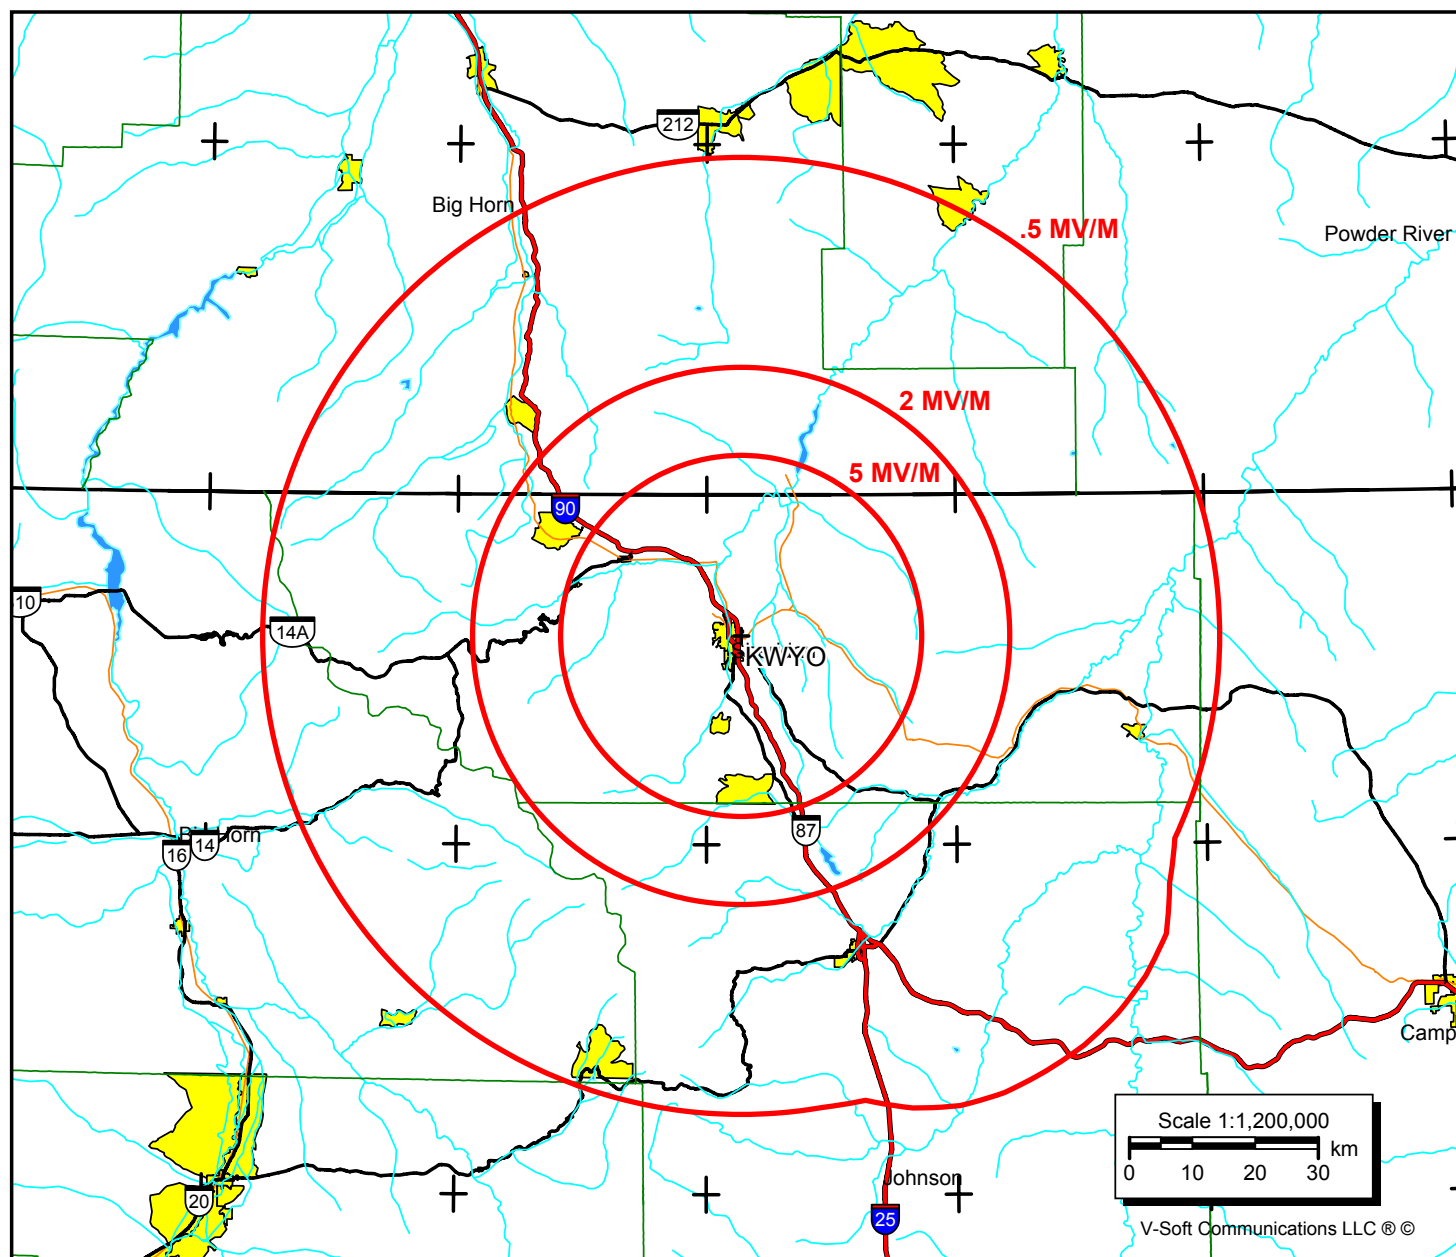 212
Big Horn
.5 MV/M
Powder River
2 MV/M
5 MV/M
90
10
14A
KWYO
87
14
16
Camp
Scale 1:1,200,000
km
0 10 20 30
Johnson
20
25
V-Soft Communications LLC ® ©